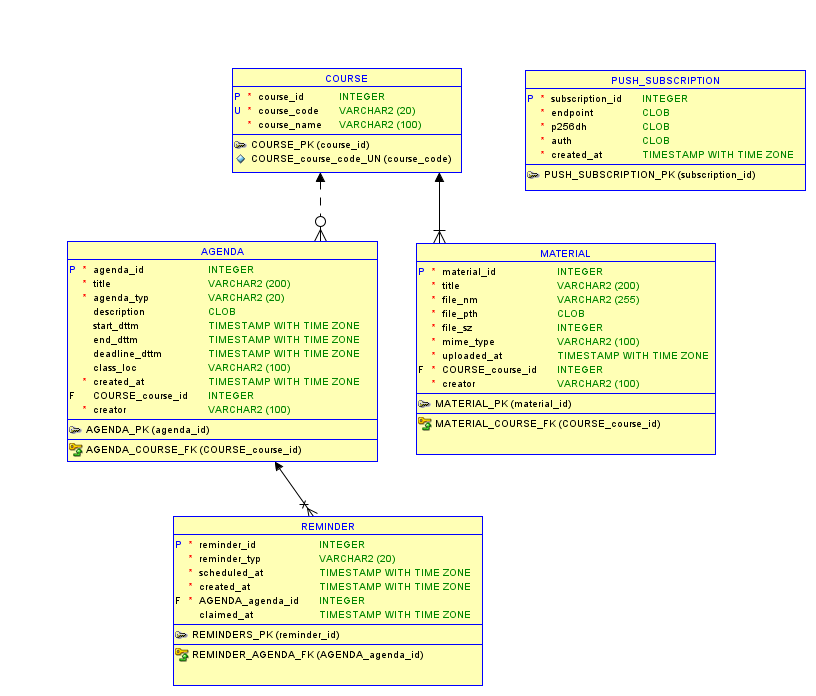 COURSE
P * course_id INTEGER
U * course_code VARCHAR2 (20)
* course_name VARCHAR2 (100)
COURSE_PK (course_id)
COURSE_course_code_UN (course_code)
PUSH_SUBSCRIPTION
P * subscription_id INTEGER
* endpoint CLOB
* p256dh CLOB
* auth CLOB
* created_at TIMESTAMP WITH TIME ZONE
PUSH_SUBSCRIPTION_PK (subscription_id)
AGENDA
P * agenda_id INTEGER
* title VARCHAR2 (200)
* agenda_typ VARCHAR2 (20)
description CLOB
start_dttm TIMESTAMP WITH TIME ZONE
end_dttm TIMESTAMP WITH TIME ZONE
deadline_dttm TIMESTAMP WITH TIME ZONE
class_loc VARCHAR2 (100)
* created_at TIMESTAMP WITH TIME ZONE
F COURSE_course_id INTEGER
* creator VARCHAR2 (100)
AGENDA_PK (agenda_id)
AGENDA_COURSE_FK (COURSE_course_id)
MATERIAL
P * material_id INTEGER
* title VARCHAR2 (200)
* file_nm VARCHAR2 (255)
* file_pth CLOB
* file_sz INTEGER
* mime_type VARCHAR2 (100)
* uploaded_at TIMESTAMP WITH TIME ZONE
F * COURSE_course_id INTEGER
* creator VARCHAR2 (100)
MATERIAL_PK (material_id)
MATERIAL_COURSE_FK (COURSE_course_id)
REMINDER
P * reminder_id INTEGER
* reminder_typ VARCHAR2 (20)
* scheduled_at TIMESTAMP WITH TIME ZONE
* created_at TIMESTAMP WITH TIME ZONE
F * AGENDA_agenda_id INTEGER
claimed_at TIMESTAMP WITH TIME ZONE
REMINDERS_PK (reminder_id)
REMINDER_AGENDA_FK (AGENDA_agenda_id)